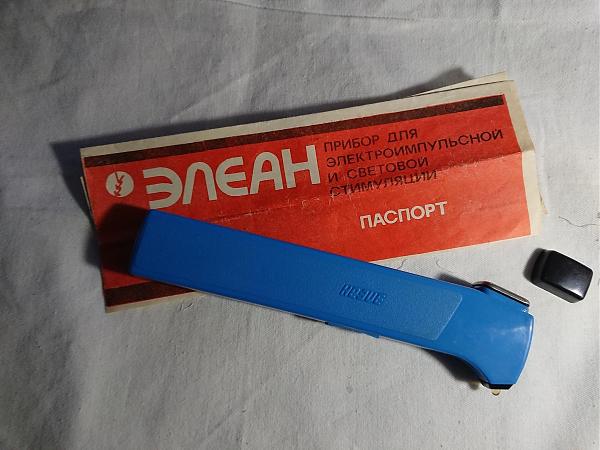 ЭЛЕАН
ПРИБОР ДЛЯ
ЭЛЕКТРОИМПУЛЬСНОЙ
И СВЕТОВОЙ
СТИМУЛЯЦИИ
ПАСПОРТ